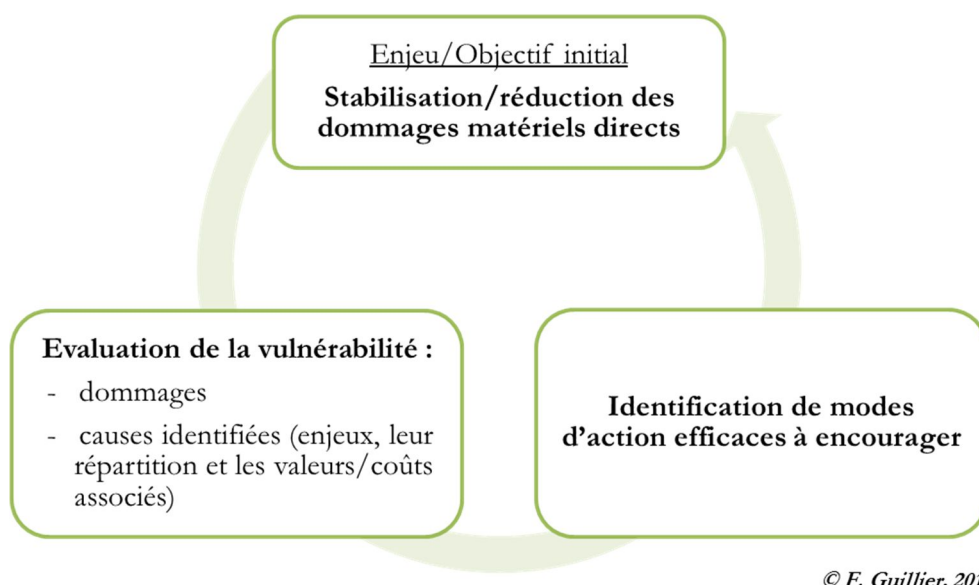 Enjeu/Objectif initial
Stabilisation/réduction des
dommages matériels directs
Evaluation de la vulnérabilité :
- dommages
- causes identifiées (enjeux, leur
répartition et les valeurs/coûts
associés)
Identification de modes
d'action efficaces à encourager
© F. Guillier,